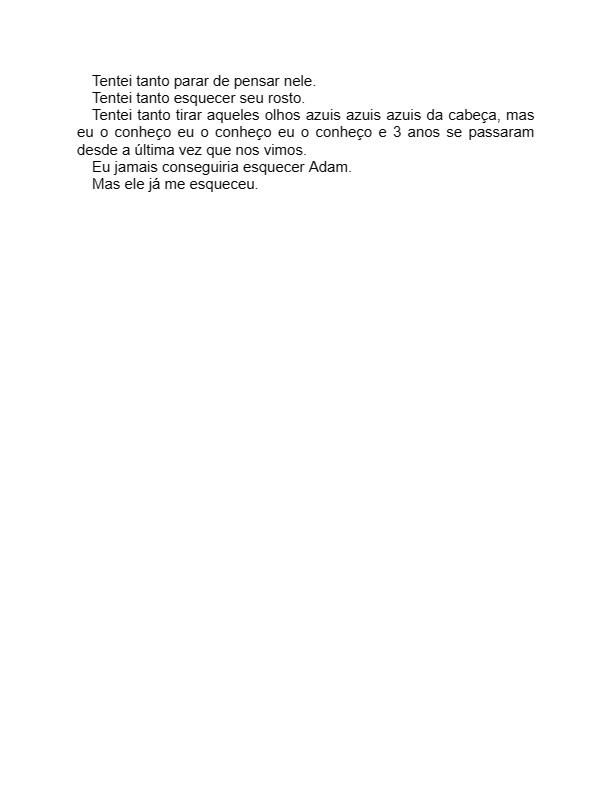 Tentei tanto parar de pensar nele.
Tentei tanto esquecer seu rosto.
Tentei tanto tirar aqueles olhos azuis azuis azuis da cabeça, mas
eu o conheço eu o conheço eu o conheço e 3 anos se passaram
desde a última vez que nos vimos.
Eu jamais conseguiria esquecer Adam.
Mas ele já me esqueceu.